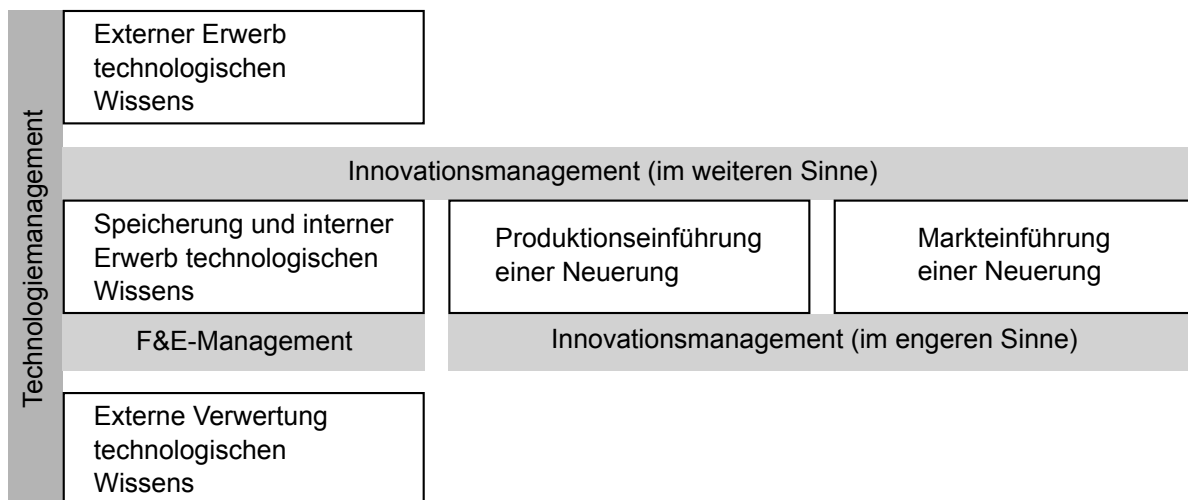 Technologiemanagement
Externer Erwerb
technologischen
Wissens
Innovationsmanagement (im weiteren Sinne)
Speicherung und interner
Erwerb technologischen
Wissens
Produktionseinführung
einer Neuerung
Markteinführung
einer Neuerung
F&E-Management
Innovationsmanagement (im engeren Sinne)
Externe Verwertung
technologischen
Wissens